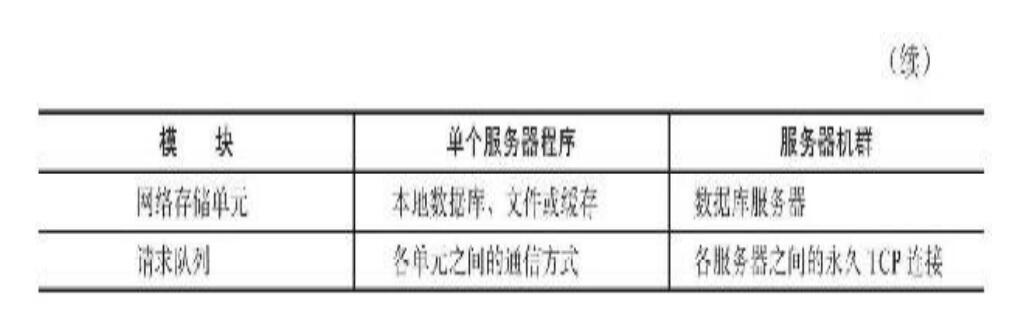 （续）
模 块 单个服务器程序 服务器机群
网络存储单元 本地数据库、文件或缓存 数据库服务器
请求队列 各单元之间的通信方式 各服务器之间的永久 TCP 连接